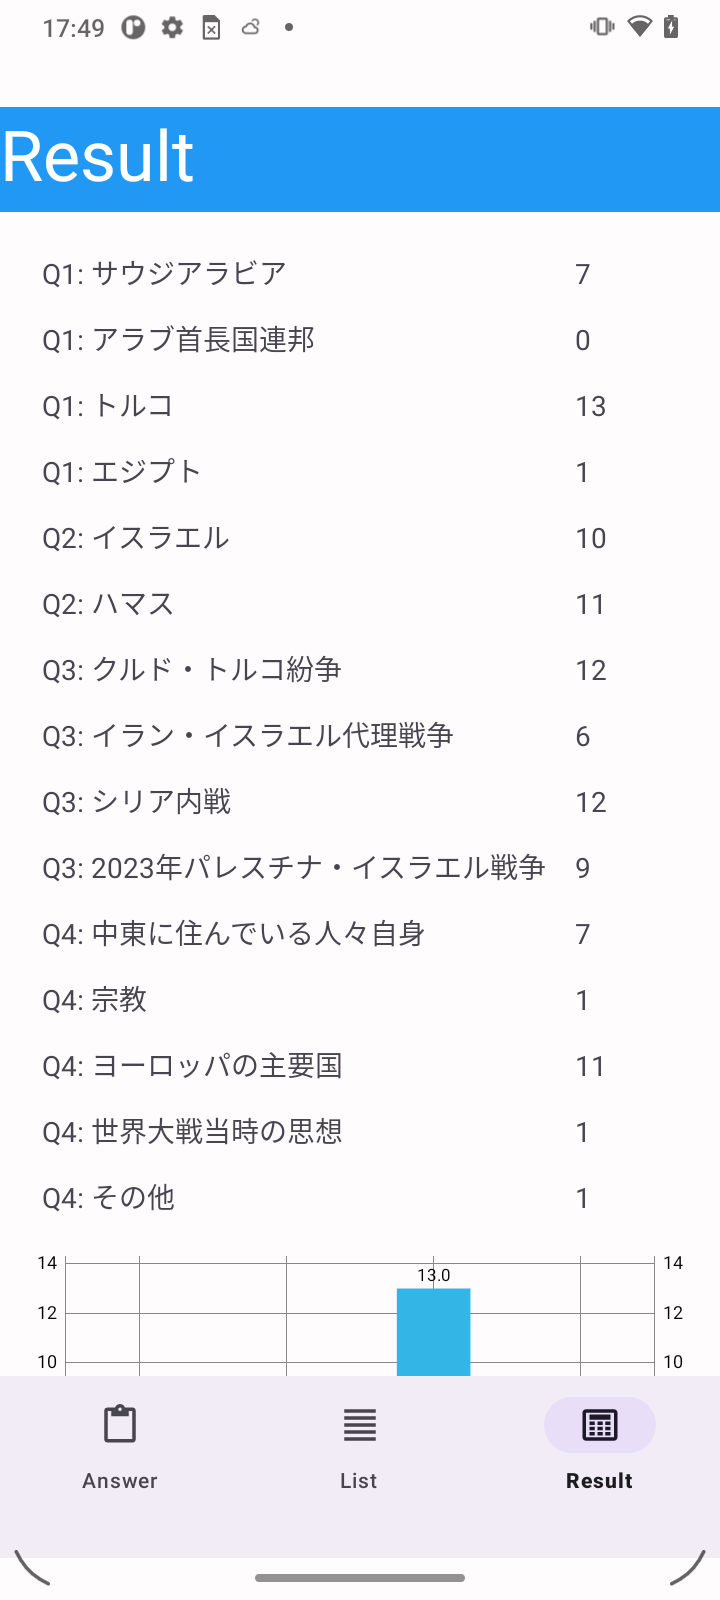 17:49
Result
Q1: サウジアラビア 7
Q1: アラブ首長国連邦 0
Q1: トルコ 13
Q1: エジプト 1
Q2: イスラエル 10
Q2: ハマス 11
Q3: クルド・トルコ紛争 12
Q3: イラン・イスラエル代理戦争 6
Q3: シリア内戦 12
Q3: 2023年パレスチナ・イスラエル戦争 9
Q4: 中東に住んでいる人々自身 7
Q4: 宗教 1
Q4: ヨーロッパの主要国 11
Q4: 世界大戦当時の思想 1
Q4: その他 1
14 14
13.0
12 12
10 10
Answer List Result